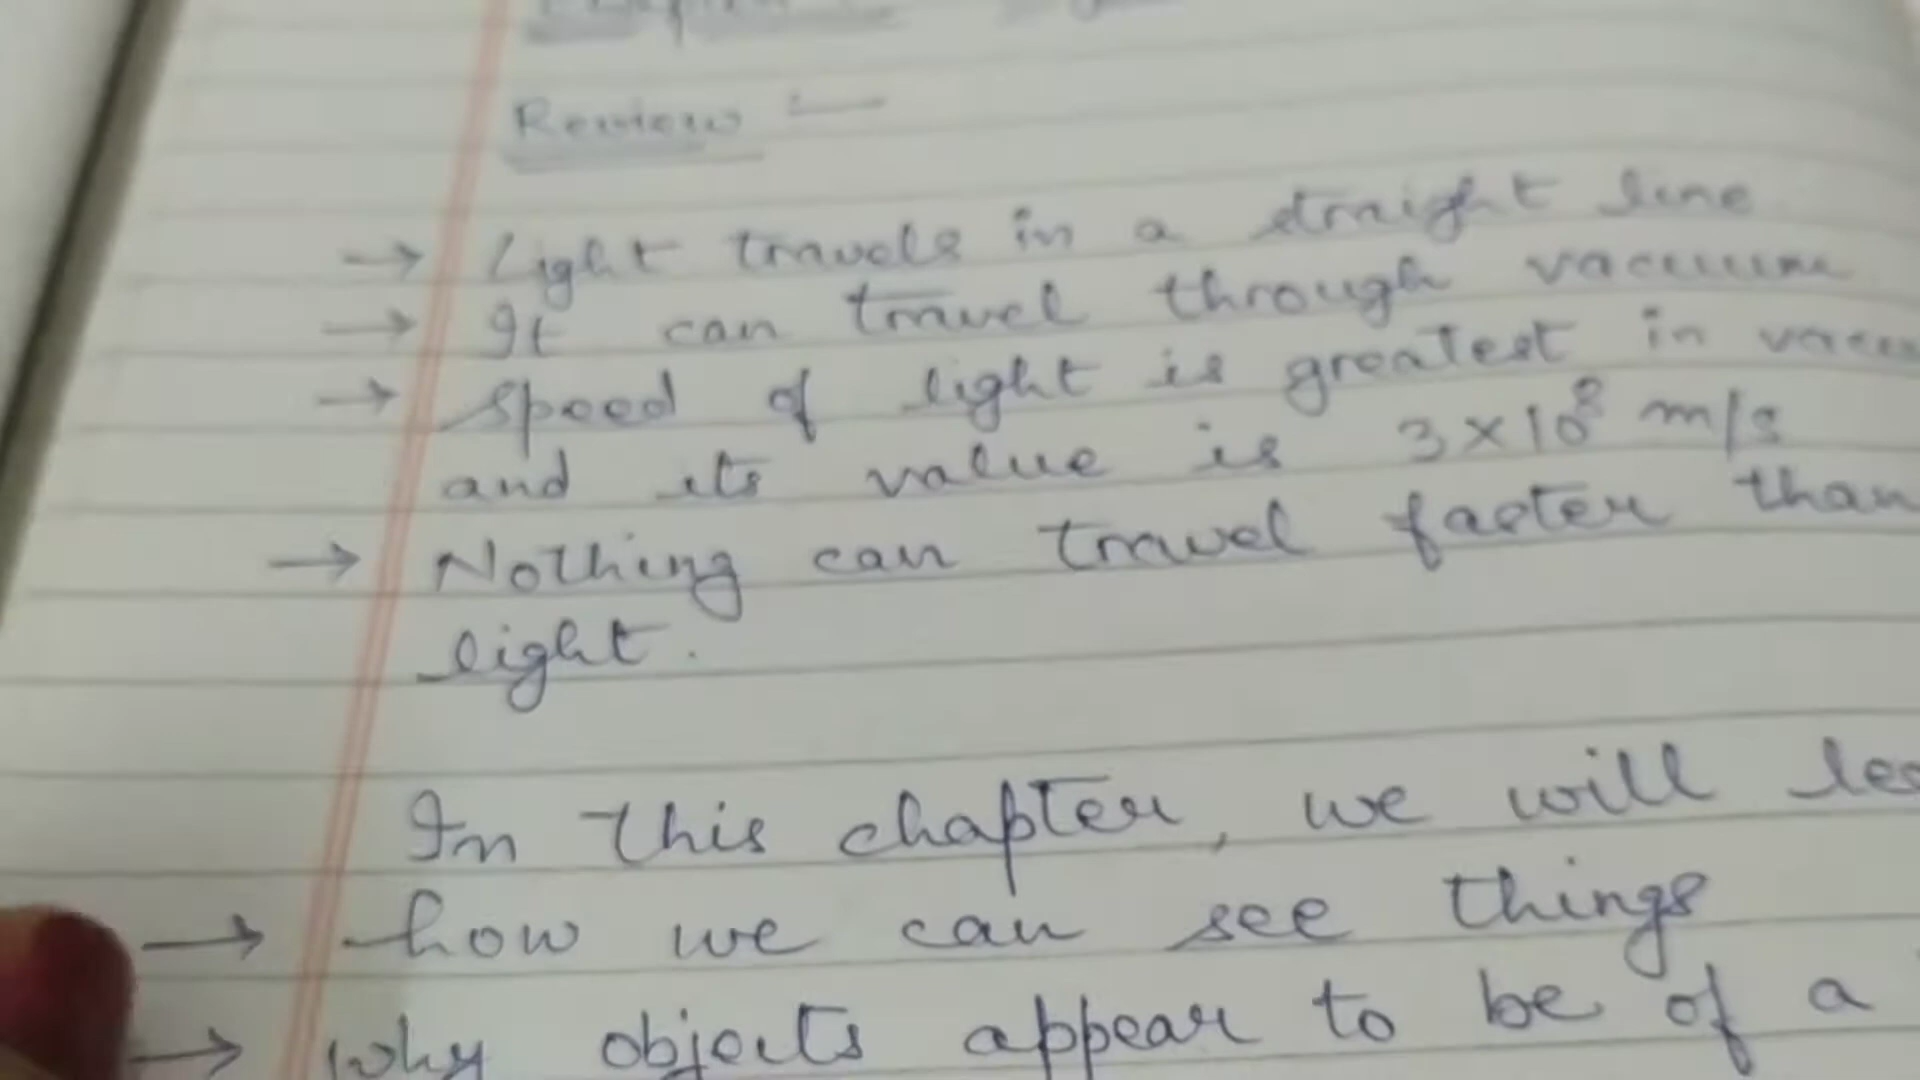 Chapter
Review :-
→ Light travels in a straight line
→ It can travel through vacuum
→ Speed of light is greatest in
and its value is 3×10⁸ m/s
→ Nothing can travel faster than
light.
In this chapter, we will
→ how we can see things
→ Why objects appear to be of a